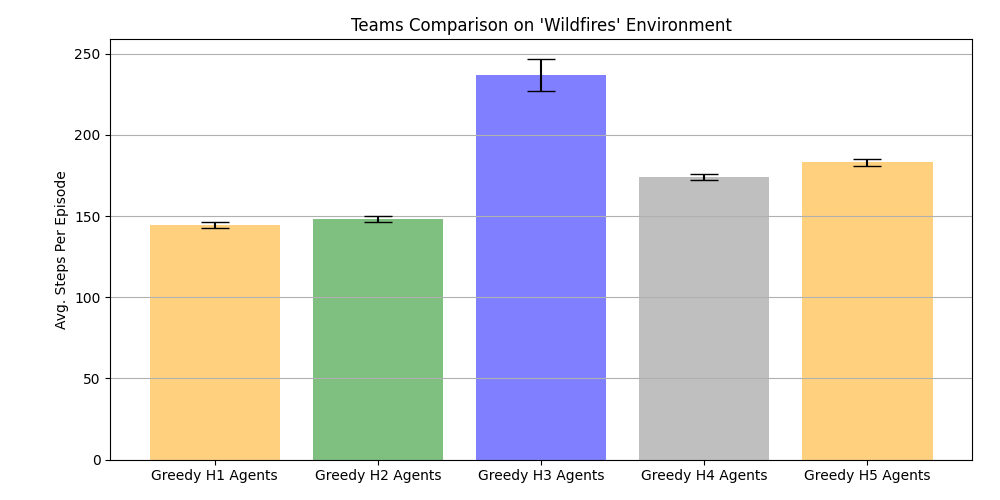 Teams Comparison on 'Wildfires' Environment
Avg. Steps Per Episode
250
200
150
100
50
0
Greedy H1 Agents
Greedy H2 Agents
Greedy H3 Agents
Greedy H4 Agents
Greedy H5 Agents